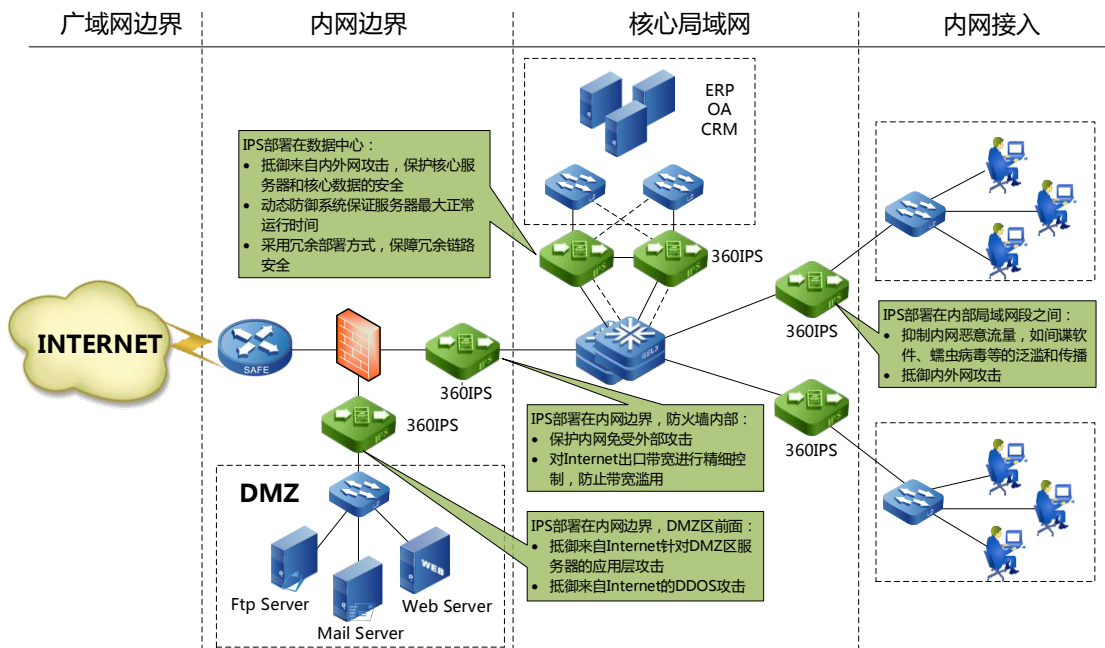 广域网边界
内网边界
核心局域网
内网接入
ERP
OA
CRM
IPS部署在数据中心：
• 抵御来自内外网攻击，保护核心服
务器和核心数据的安全
• 动态防御系统保证服务器最大正常
运行时间
• 采用冗余部署方式，保障冗余链路
安全
L2
L2
L2
IPS
IPS
360IPS
INTERNET
SAFE
IPS
360IPS
GEL3
IPS
360IPS
IPS部署在内部局域网段之间：
• 抑制内网恶意流量，如间谍软
件、蠕虫病毒等的泛滥和传播
• 抵御内外网攻击
IPS
360IPS
IPS
360IPS
IPS部署在内网边界，防火墙内部：
• 保护内网免受外部攻击
• 对Internet出口带宽进行精细控
制，防止带宽滥用
DMZ
L2
L2
IPS部署在内网边界，DMZ区前面：
• 抵御来自Internet针对DMZ区服
务器的应用层攻击
• 抵御来自Internet的DDOS攻击
WEB
Ftp Server
Mail Server
Web Server